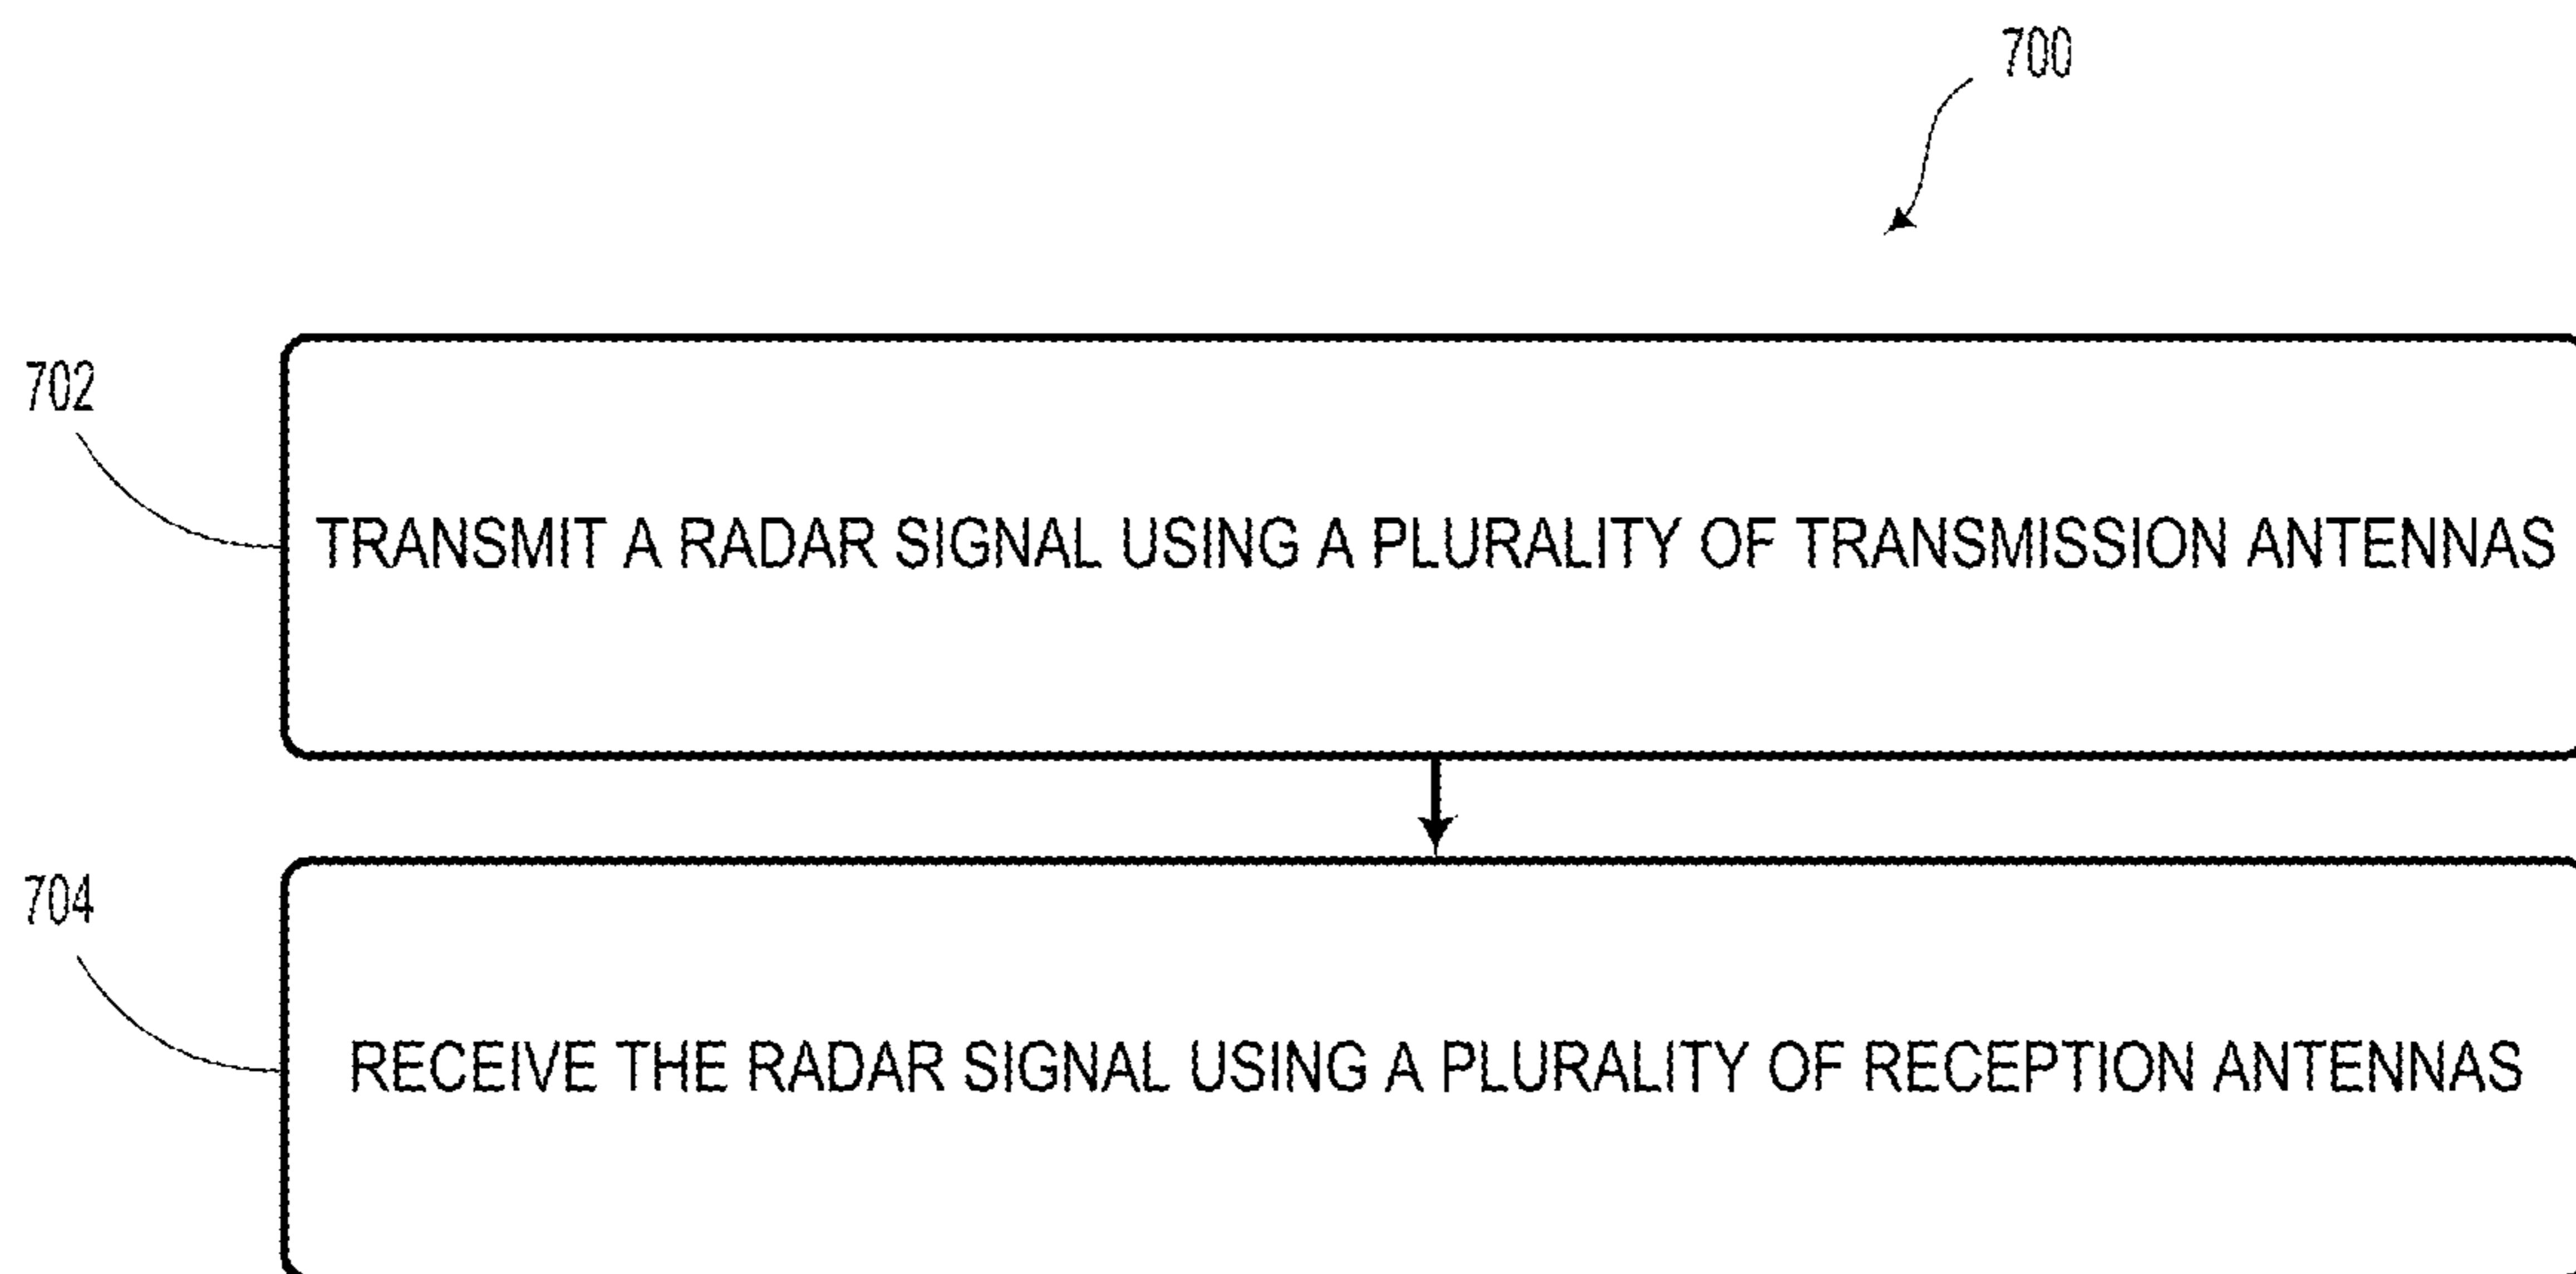 700
702
TRANSMIT A RADAR SIGNAL USING A PLURALITY OF TRANSMISSION ANTENNAS
704
RECEIVE THE RADAR SIGNAL USING A PLURALITY OF RECEPTION ANTENNAS